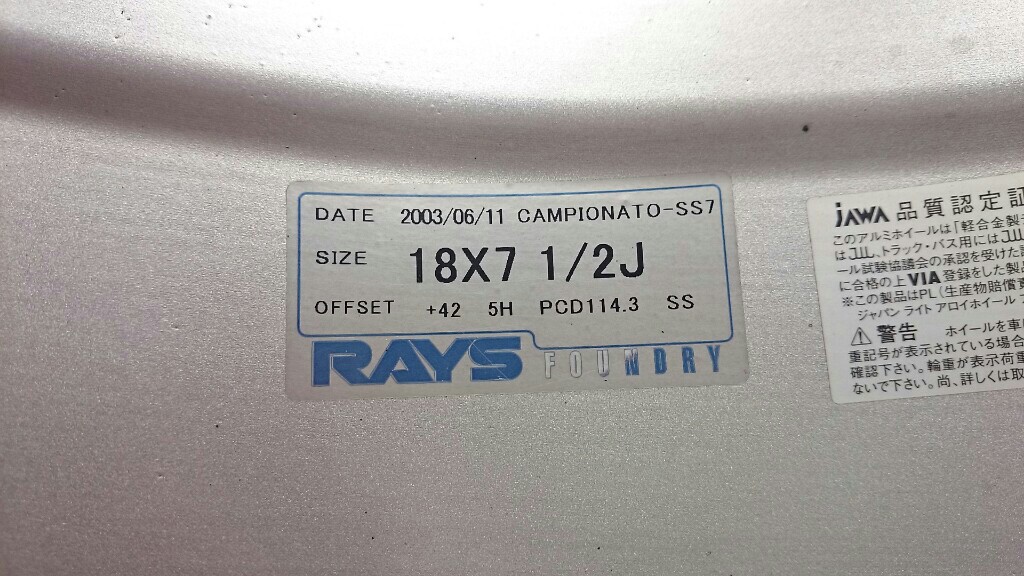 DATE 2003/06/11 CAMPIONATO-SS7
SIZE 18X7 1/2J
OFFSET +42 5H PCD114.3 SS
RAYS FOUNDRY
jAWA 品質認定証
このアルミホイールは「軽合金製
は JWL、トラック・バス用には JWL
ール試験協議会の承認を受けた
に合格の上VIA登録をした製品
※この製品はPL(生産物賠償責
ジャパン ライト アロイホイール
⚠ 警告 ホイールを車
重記号が表示されている場合
確認下さい。輪重が表示荷重
ないで下さい。尚、詳しくは取